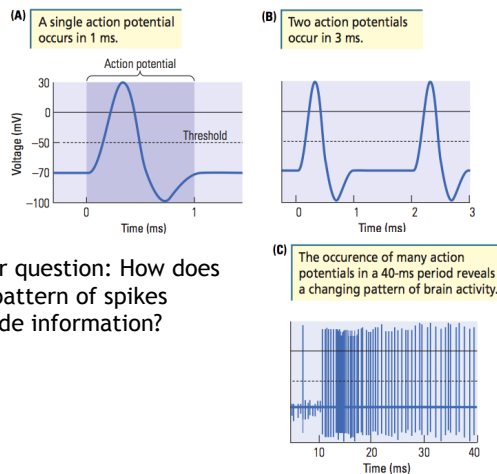 (A)
A single action potential
occurs in 1 ms.
Action potential
Voltage (mV)
30
0
–50
–70
–100
Threshold
0 1
Time (ms)
(B)
Two action potentials
occur in 3 ms.
0 1 2 3
Time (ms)
r question: How does
pattern of spikes
de information?
(C)
The occurence of many action
potentials in a 40-ms period reveals
a changing pattern of brain activity.
10 20 30 40
Time (ms)